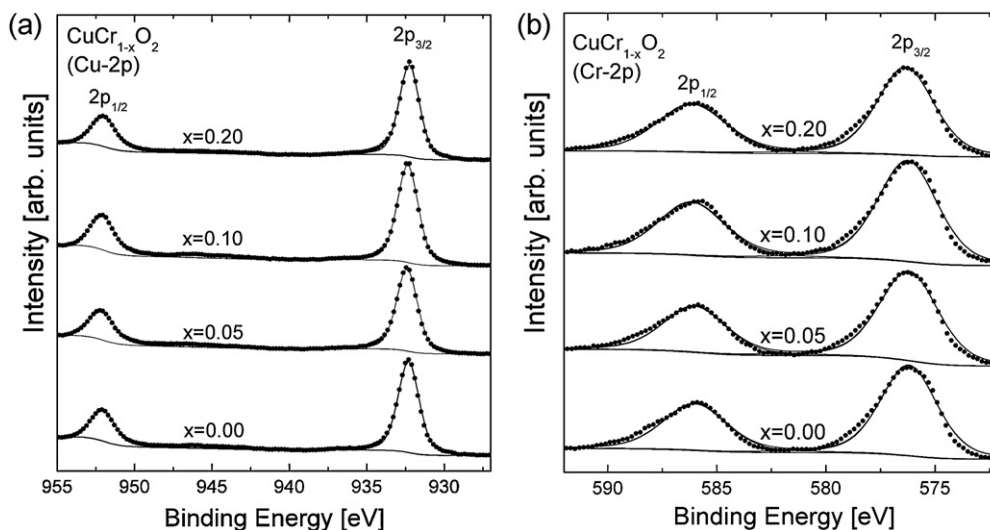 (a)
CuCr1-xO2
(Cu-2p)
2p3/2
2p1/2
x=0.20
x=0.10
x=0.05
x=0.00
Intensity [arb. units]
955 950 945 940 935 930
Binding Energy [eV]
(b)
CuCr1-xO2
(Cr-2p)
2p3/2
2p1/2
x=0.20
x=0.10
x=0.05
x=0.00
Intensity [arb. units]
590 585 580 575
Binding Energy [eV]